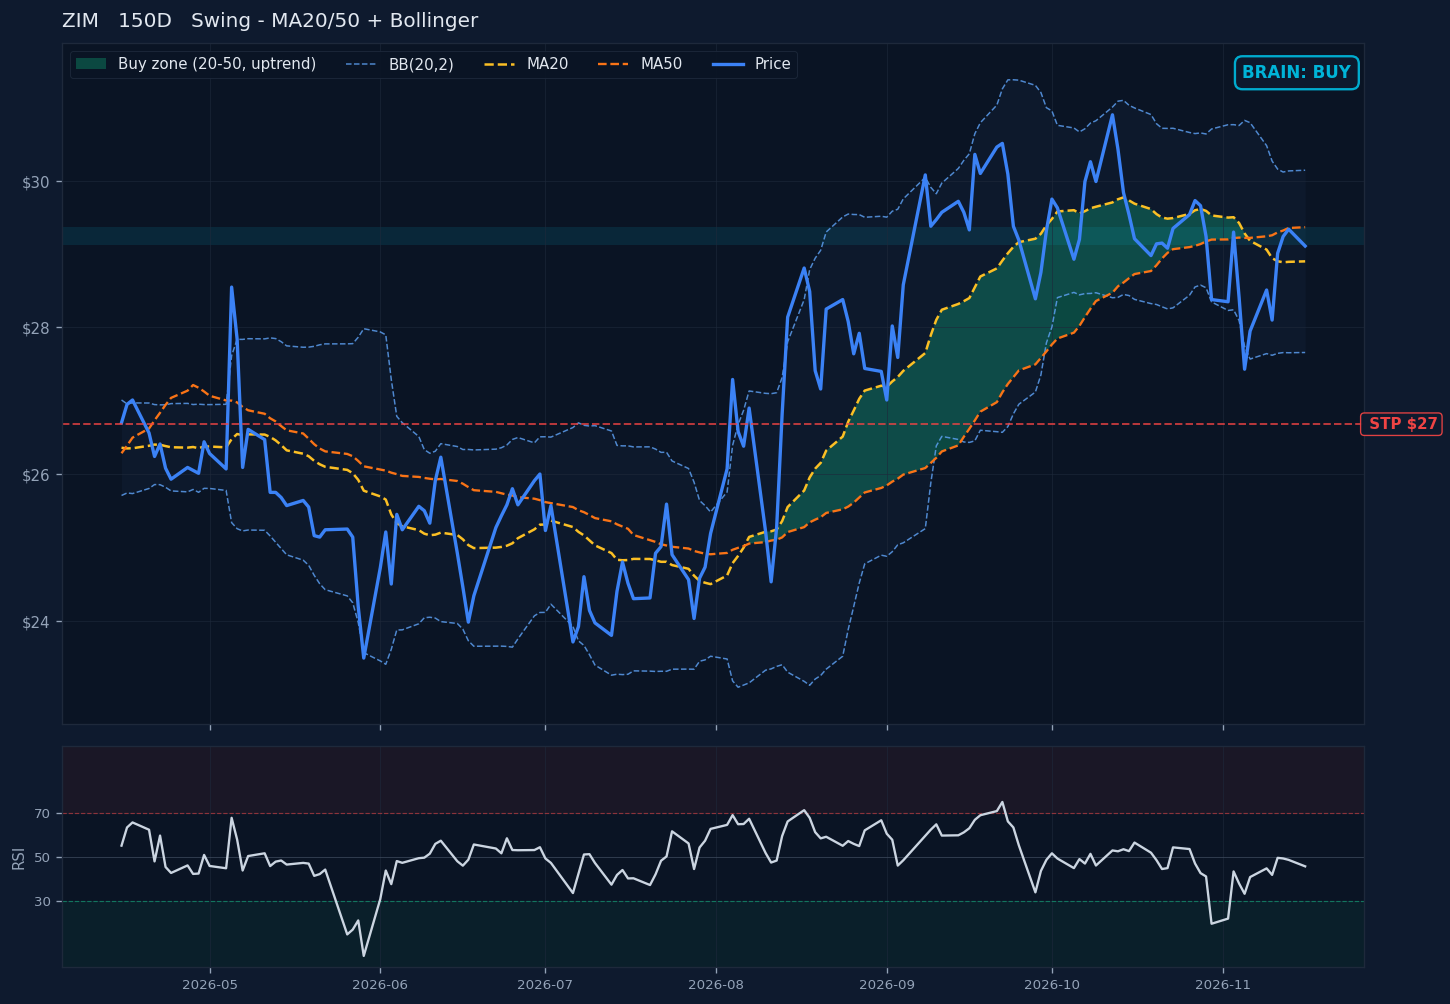 ZIM   150D   Swing - MA20/50 + Bollinger
Buy zone (20-50, uptrend)   BB(20,2)   MA20   MA50   Price
BRAIN: BUY
$30
$28
STP $27
$26
$24
70
50
30
RSI
2026-05   2026-06   2026-07   2026-08   2026-09   2026-10   2026-11